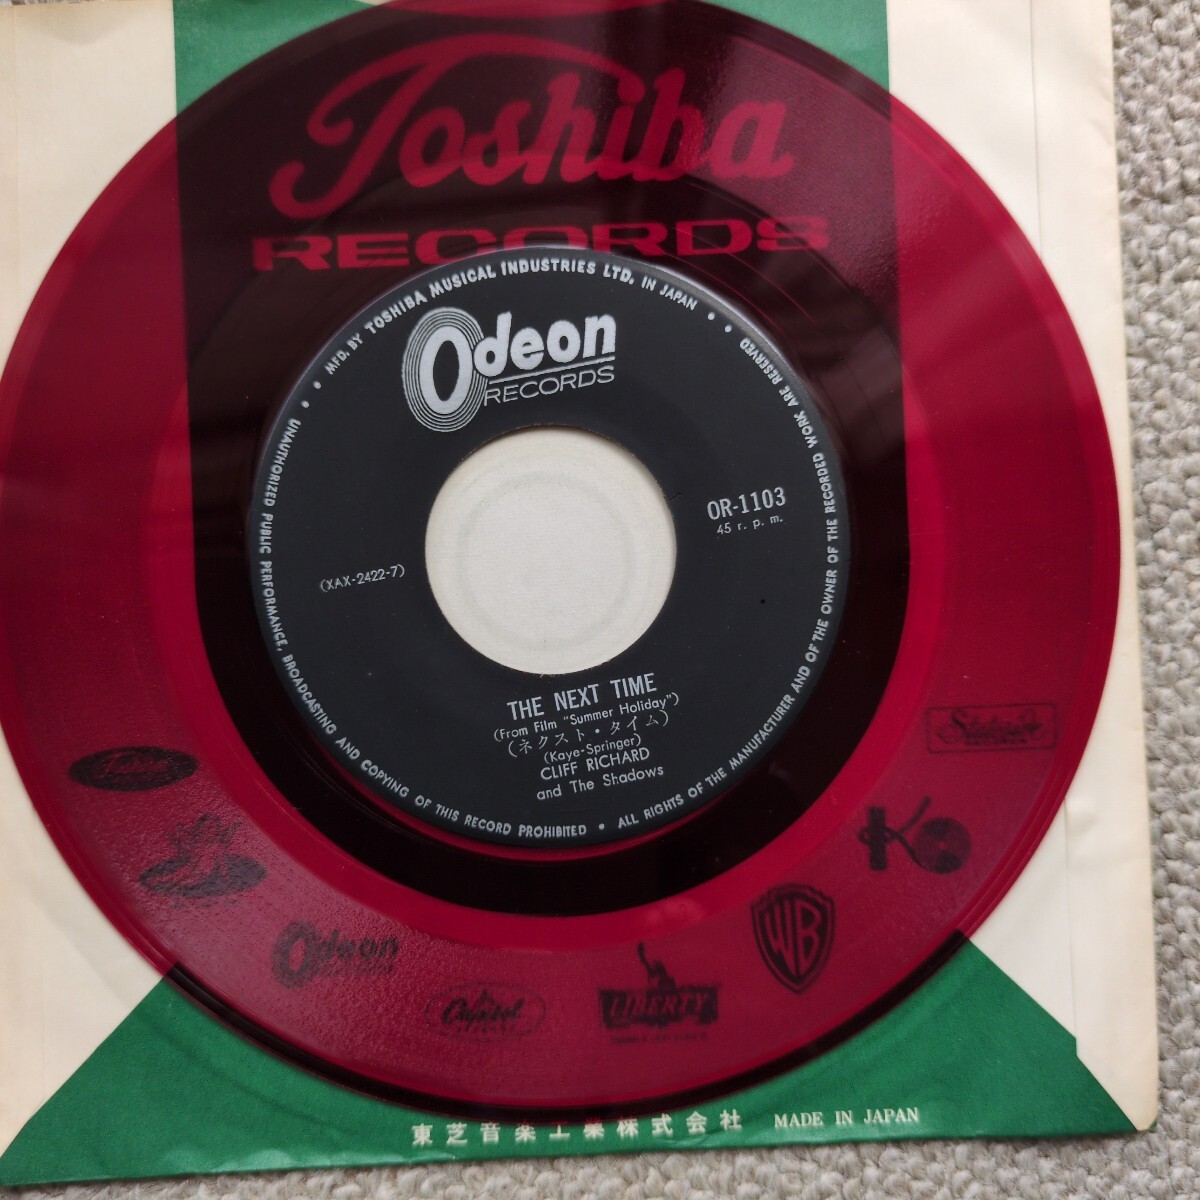 Toshiba
RECORDS
MFD. BY TOSHIBA MUSICAL INDUSTRIES LTD. IN JAPAN
Odeon
RECORDS
OR-1103
45 r. p. m.
(XAX-2422-7)
THE NEXT TIME
(From Film "Summer Holiday")
(ネクスト・タイム)
(Kaye-Springer)
CLIFF RICHARD
and The Shadows
UNAUTHORIZED PUBLIC PERFORMANCE, BROADCASTING AND COPYING OF THIS RECORD PROHIBITED • ALL RIGHTS OF THE MANUFACTURER AND OF THE OWNER OF THE RECORDED WORK ARE RESERVED
Toshiba
Odeon
RECORDS
Capitol
LIBERTY
WB
東芝音楽工業株式会社 MADE IN JAPAN